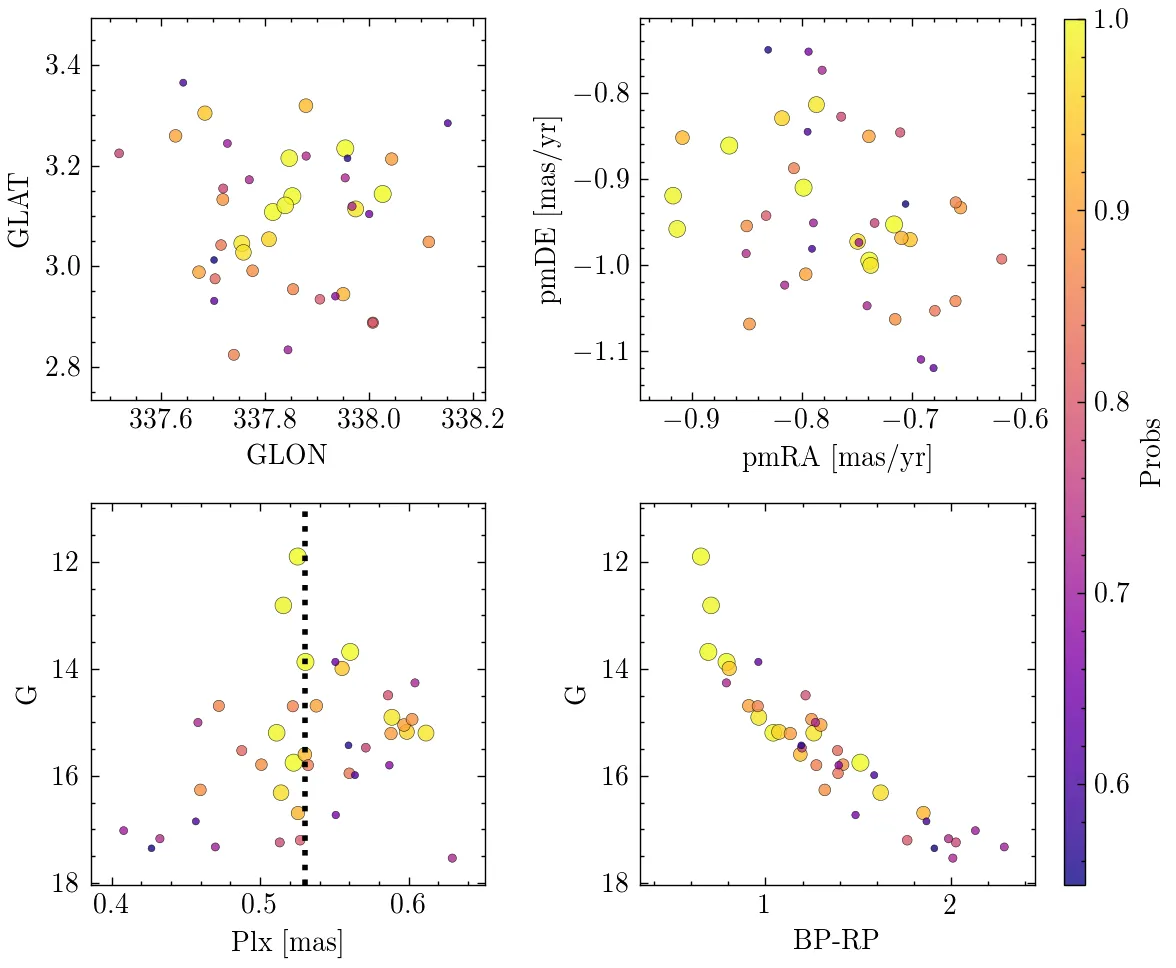 3.4
3.2
3.0
2.8
GLAT
337.6 337.8 338.0 338.2
GLON
−0.8
−0.9
−1.0
−1.1
pmDE [mas/yr]
−0.9 −0.8 −0.7 −0.6
pmRA [mas/yr]
1.0
0.9
0.8
0.7
0.6
Probs
12
14
16
18
G
0.4 0.5 0.6
Plx [mas]
12
14
16
18
G
1 2
BP-RP